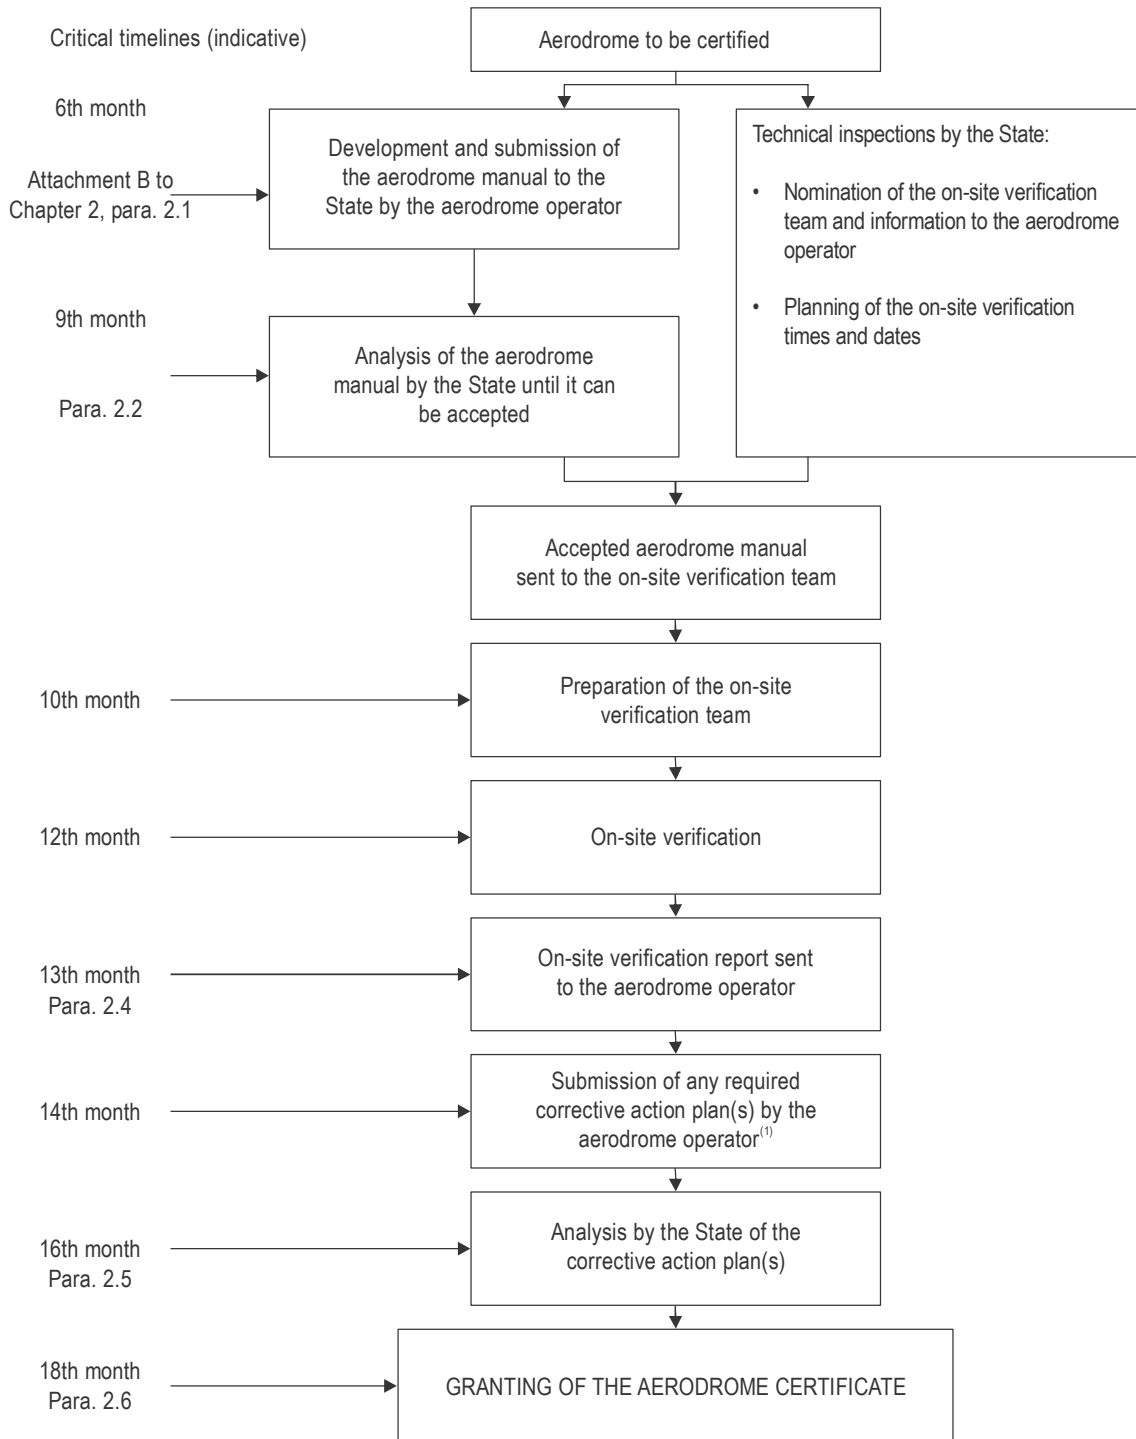 Critical timelines (indicative)
Aerodrome to be certified
6th month
Attachment B to
Chapter 2, para. 2.1
Development and submission of
the aerodrome manual to the
State by the aerodrome operator
Technical inspections by the State:
• Nomination of the on-site verification
team and information to the aerodrome
operator
• Planning of the on-site verification
times and dates
9th month
Para. 2.2
Analysis of the aerodrome
manual by the State until it can
be accepted
Accepted aerodrome manual
sent to the on-site verification team
10th month
Preparation of the on-site
verification team
12th month
On-site verification
13th month
Para. 2.4
On-site verification report sent
to the aerodrome operator
14th month
Submission of any required
corrective action plan(s) by the
aerodrome operator(1)
16th month
Para. 2.5
Analysis by the State of the
corrective action plan(s)
18th month
Para. 2.6
GRANTING OF THE AERODROME CERTIFICATE